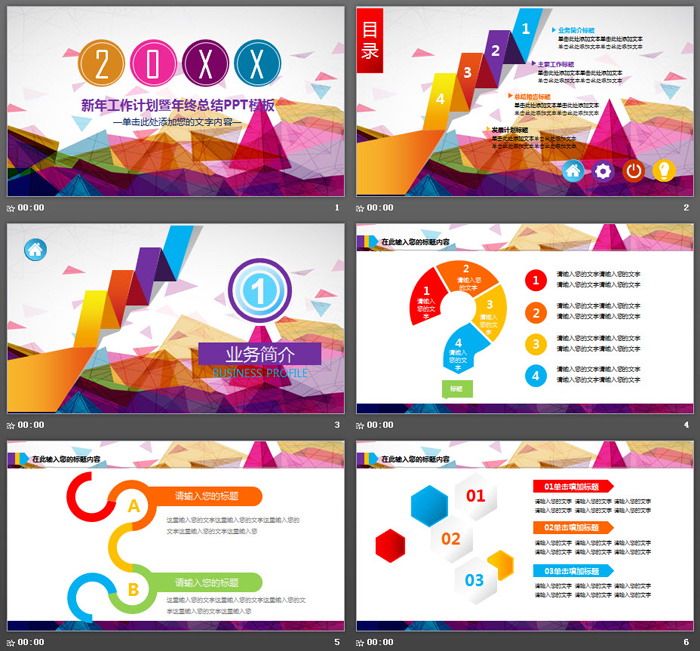 20XX
新年工作计划暨年终总结PPT模板
—单击此处添加您的文字内容—
00:00
1
目录
1
2
3
4
业务简介标题
单击此处添加文本单击此处添加文本
单击此处添加文本单击此处添加文本
主要工作标题
单击此处添加文本单击此处添加文本
单击此处添加文本单击此处添加文本
总结报告标题
单击此处添加文本单击此处添加文本
单击此处添加文本单击此处添加文本
发展计划标题
单击此处添加文本单击此处添加文本
单击此处添加文本单击此处添加文本
00:00
2
1
业务简介
BUSINESS PROFILE
00:00
3
在此输入您的标题内容
1
请输入
您的文
字
2
请输入您
的文字
3
请输入
您的文
字
4
请输入
您的文
字
标题
1
请输入您的文字请输入您的文字
请输入您的文字请输入您的文字
2
请输入您的文字请输入您的文字
请输入您的文字请输入您的文字
3
请输入您的文字请输入您的文字
请输入您的文字请输入您的文字
4
请输入您的文字请输入您的文字
请输入您的文字请输入您的文字
00:00
4
在此输入您的标题内容
A
请输入您的标题
这里输入您的文字这里输入您的文字这里输入您的
文字这里输入您的文字这里输入您
B
请输入您的标题
这里输入您的文字这里输入您的文字这里输入您的文
字这里输入您的文字这里输入您的文字这里输入您
00:00
5
在此输入您的标题内容
01
02
03
01单击填加标题
请输入您的文字 请输入您的文字 请输入您的文字
请输入您的文字 请输入您的文字 请输入您的文字
02单击填加标题
请输入您的文字 请输入您的文字 请输入您的文字
请输入您的文字 请输入您的文字 请输入您的文字
03单击填加标题
请输入您的文字 请输入您的文字 请输入您的文字
请输入您的文字 请输入您的文字 请输入您的文字
00:00
6